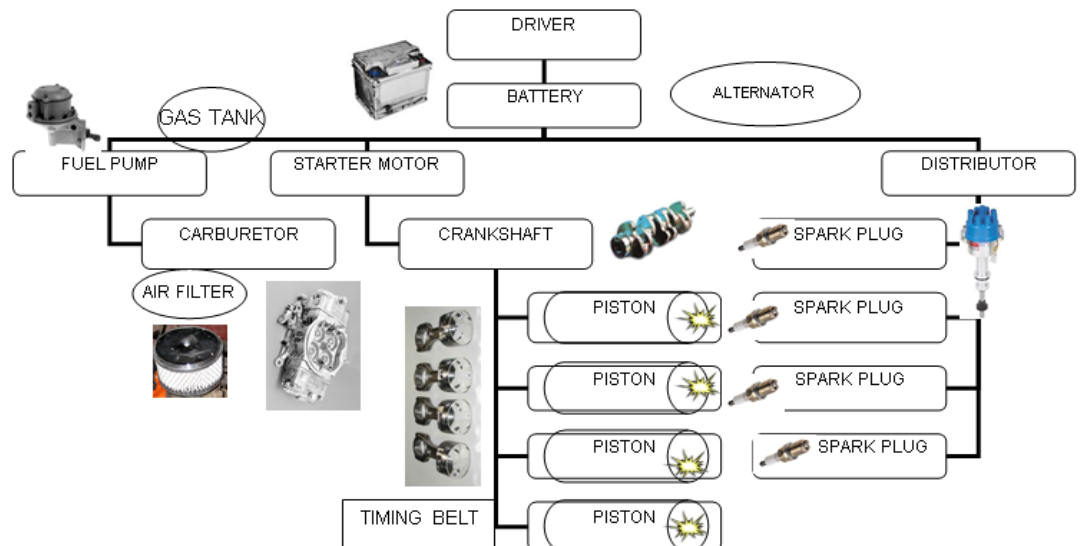 DRIVER
BATTERY
ALTERNATOR
GAS TANK
FUEL PUMP
STARTER MOTOR
DISTRIBUTOR
CARBURETOR
CRANKSHAFT
SPARK PLUG
AIR FILTER
PISTON
SPARK PLUG
PISTON
SPARK PLUG
PISTON
SPARK PLUG
TIMING BELT
PISTON